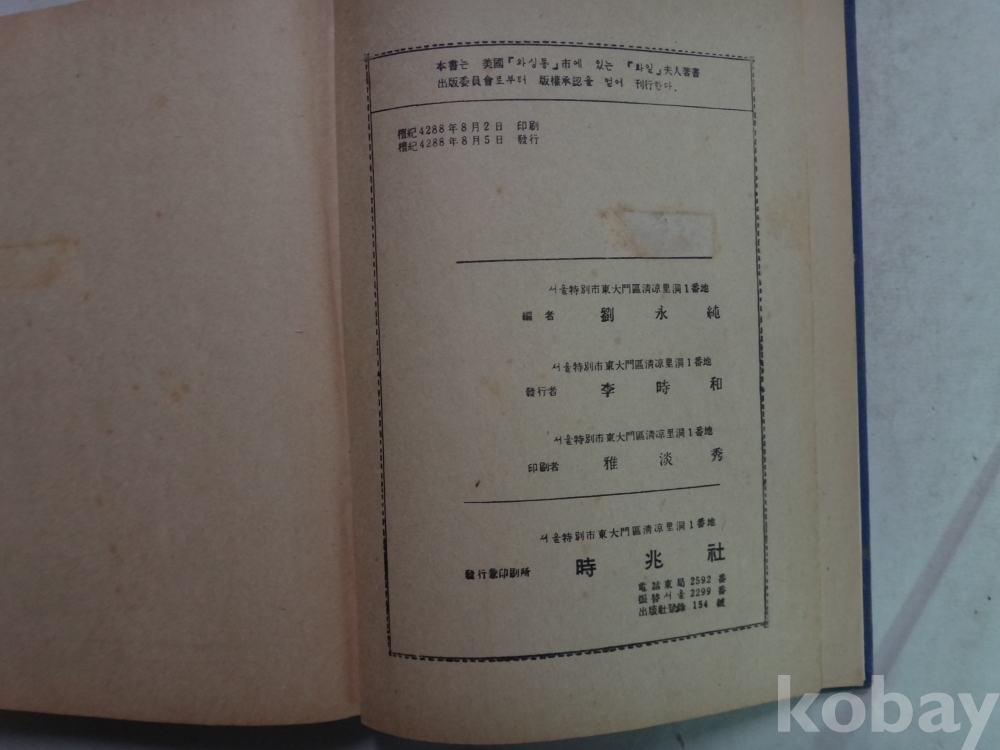 本書는 美國『와싱톤』市에 있는 『화잍』夫人著書
出版委員會로부터 版權承認을 얻어 刊行한다.
檀紀4288年8月2日 印刷
檀紀4288年8月5日 發行
서울特別市東大門區淸凉里洞1番地
編者 劉永純
서울特別市東大門區淸凉里洞1番地
發行者 李時和
서울特別市東大門區淸凉里洞1番地
印刷者 雅淡秀
서울特別市東大門區淸凉里洞1番地
發行兼印刷所 時兆社
電話東局 2592 番
振替서울 2299 番
出版社登錄 154 號
kobay